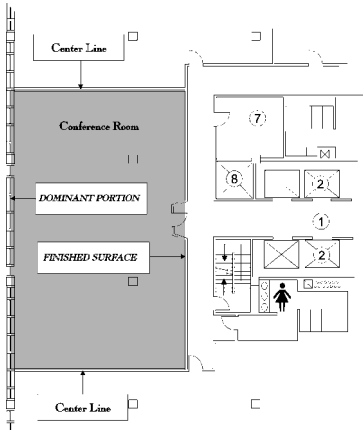 Center Line
Conference Room
7
8
2
DOMINANT PORTION
1
FINISHED SURFACE
2
Center Line